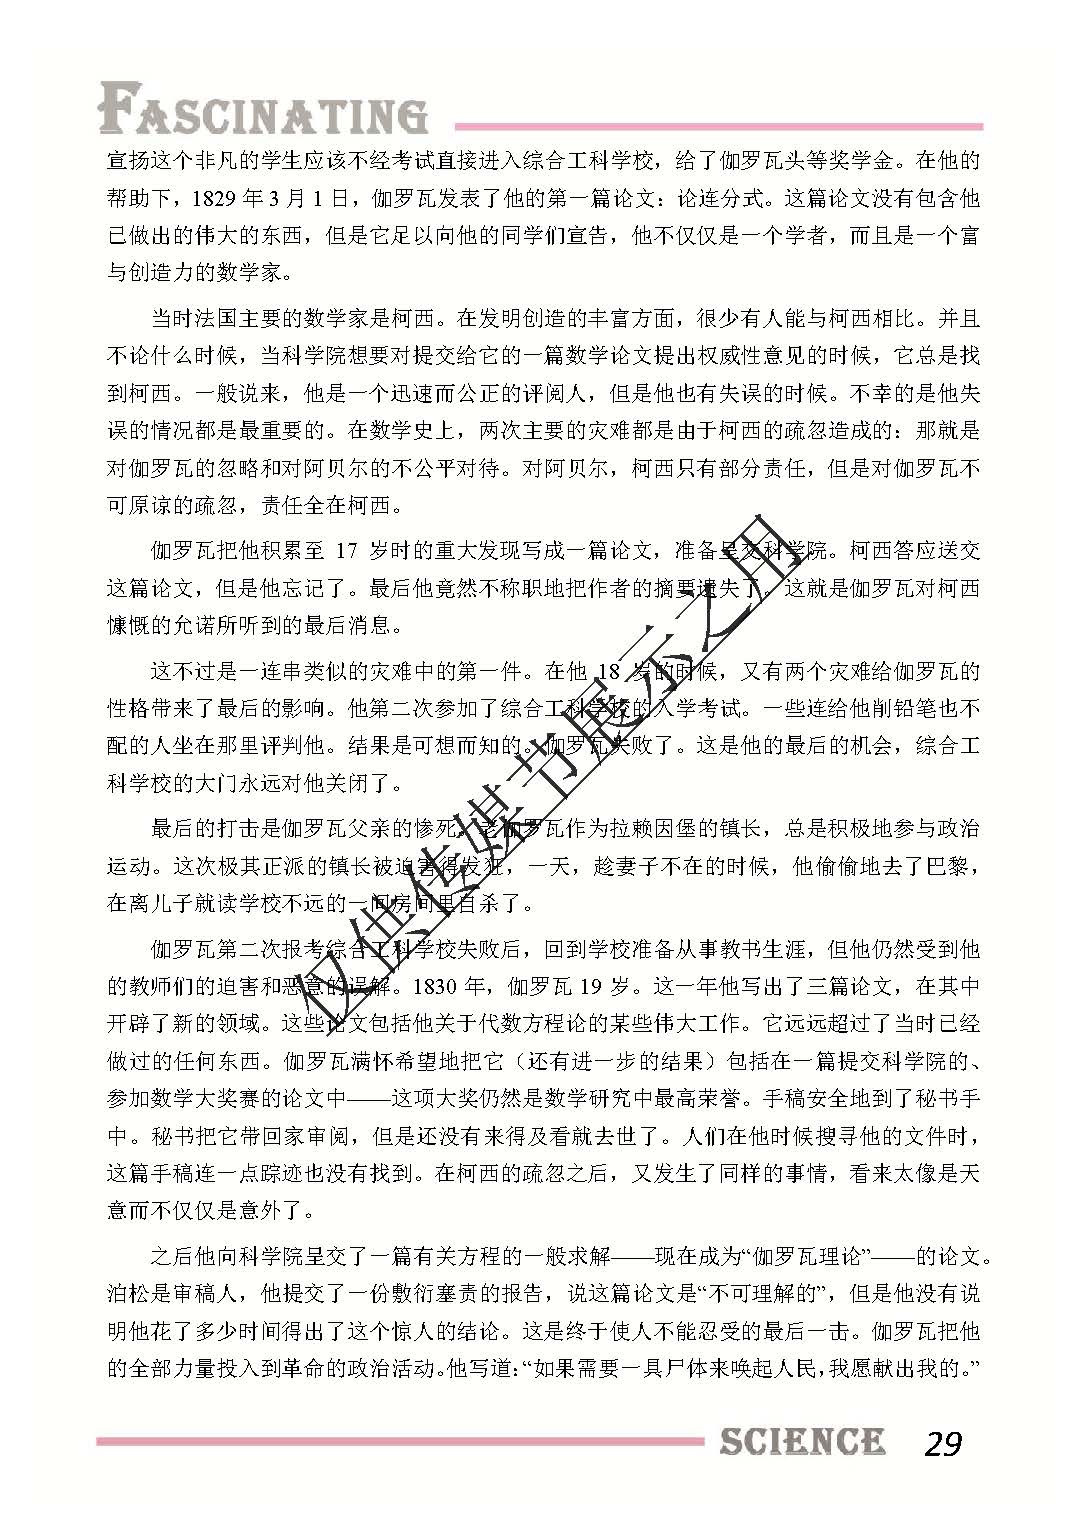 FASCINATING
宣扬这个非凡的学生应该不经考试直接进入综合工科学校，给了伽罗瓦头等奖学金。在他的
帮助下，1829 年 3 月 1 日，伽罗瓦发表了他的第一篇论文：论连分式。这篇论文没有包含他
已做出的伟大的东西，但是它足以向他的同学们宣告，他不仅仅是一个学者，而且是一个富
与创造力的数学家。
当时法国主要的数学家是柯西。在发明创造的丰富方面，很少有人能与柯西相比。并且
不论什么时候，当科学院想要对提交给它的一篇数学论文提出权威性意见的时候，它总是找
到柯西。一般说来，他是一个迅速而公正的评阅人，但是他也有失误的时候。不幸的是他失
误的情况都是最重要的。在数学史上，两次主要的灾难都是由于柯西的疏忽造成的：那就是
对伽罗瓦的忽略和对阿贝尔的不公平对待。对阿贝尔，柯西只有部分责任，但是对伽罗瓦不
可原谅的疏忽，责任全在柯西。
伽罗瓦把他积累至 17 岁时的重大发现写成一篇论文，准备呈交科学院。柯西答应送交
这篇论文，但是他忘记了。最后他竟然不称职地把作者的摘要遗失了。这就是伽罗瓦对柯西
慷慨的允诺所听到的最后消息。
这不过是一连串类似的灾难中的第一件。在他 18 岁的时候，又有两个灾难给伽罗瓦的
性格带来了最后的影响。他第二次参加了综合工科学校的入学考试。一些连给他削铅笔也不
配的人坐在那里评判他。结果是可想而知的。伽罗瓦失败了。这是他的最后的机会，综合工
科学校的大门永远对他关闭了。
最后的打击是伽罗瓦父亲的惨死。老伽罗瓦作为拉赖因堡的镇长，总是积极地参与政治
运动。这次极其正派的镇长被迫害得发狂，一天，趁妻子不在的时候，他偷偷地去了巴黎，
在离儿子就读学校不远的一间房间里自杀了。
伽罗瓦第二次报考综合工科学校失败后，回到学校准备从事教书生涯，但他仍然受到他
的教师们的迫害和恶意的误解。1830 年，伽罗瓦 19 岁。这一年他写出了三篇论文，在其中
开辟了新的领域。这些论文包括他关于代数方程论的某些伟大工作。它远远超过了当时已经
做过的任何东西。伽罗瓦满怀希望地把它（还有进一步的结果）包括在一篇提交科学院的、
参加数学大奖赛的论文中——这项大奖仍然是数学研究中最高荣誉。手稿安全地到了秘书手
中。秘书把它带回家审阅，但是还没有来得及看就去世了。人们在他时候搜寻他的文件时，
这篇手稿连一点踪迹也没有找到。在柯西的疏忽之后，又发生了同样的事情，看来太像是天
意而不仅仅是意外了。
之后他向科学院呈交了一篇有关方程的一般求解——现在成为“伽罗瓦理论”——的论文。
泊松是审稿人，他提交了一份敷衍塞责的报告，说这篇论文是“不可理解的”，但是他没有说
明他花了多少时间得出了这个惊人的结论。这是终于使人不能忍受的最后一击。伽罗瓦把他
的全部力量投入到革命的政治活动。他写道：“如果需要一具尸体来唤起人民，我愿献出我的。”
仅供传媒节展示之用
SCIENCE 29